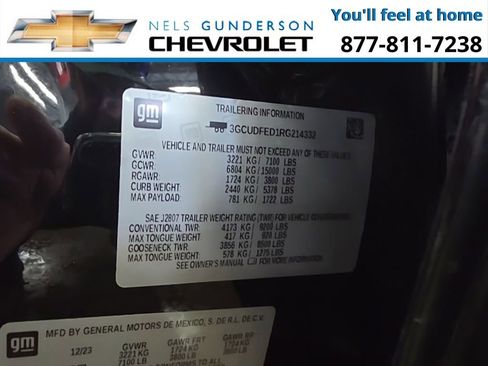 NELS GUNDERSON
CHEVROLET
You'll feel at home
877-811-7238
gm
TRAILERING INFORMATION
3GCUDFED1RG214332
VEHICLE AND TRAILER MUST NOT EXCEED ANY OF THESE:
GVWR: 3221 KG/ 7100 LBS
GCWR: 6804 KG/15000 LBS
RGAWR: 1724 KG/ 3800 LBS
CURB WEIGHT: 2440 KG/ 5378 LBS
MAX PAYLOAD: 781 KG/ 1722 LBS
SAE J2807 TRAILER WEIGHT RATING (TWR) FOR VEHICLE
CONVENTIONAL TWR: 4173 KG/ 9200 LBS
MAX TONGUE WEIGHT: 417 KG/ 920 LBS
GOOSENECK TWR: 3856 KG/ 8500 LBS
MAX TONGUE WEIGHT: 578 KG/ 1275 LBS
SEE OWNER'S MANUAL
gm
MFD BY GENERAL MOTORS DE MEXICO, S. DE R.L. DE C.V.
12/23 GVWR GAWR FRT GAWR RR
3221 KG 1724 KG 1724 KG
7100 LB 3800 LB 3800 LB